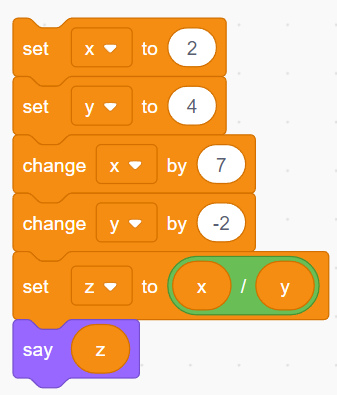 set x to 2
set y to 4
change x by 7
change y by -2
set z to x / y
say z